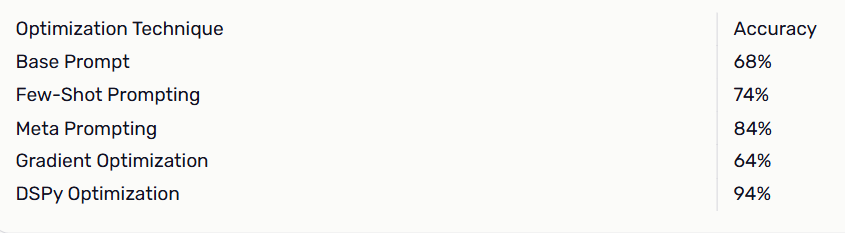 Optimization Technique Accuracy
Base Prompt 68%
Few-Shot Prompting 74%
Meta Prompting 84%
Gradient Optimization 64%
DSPy Optimization 94%